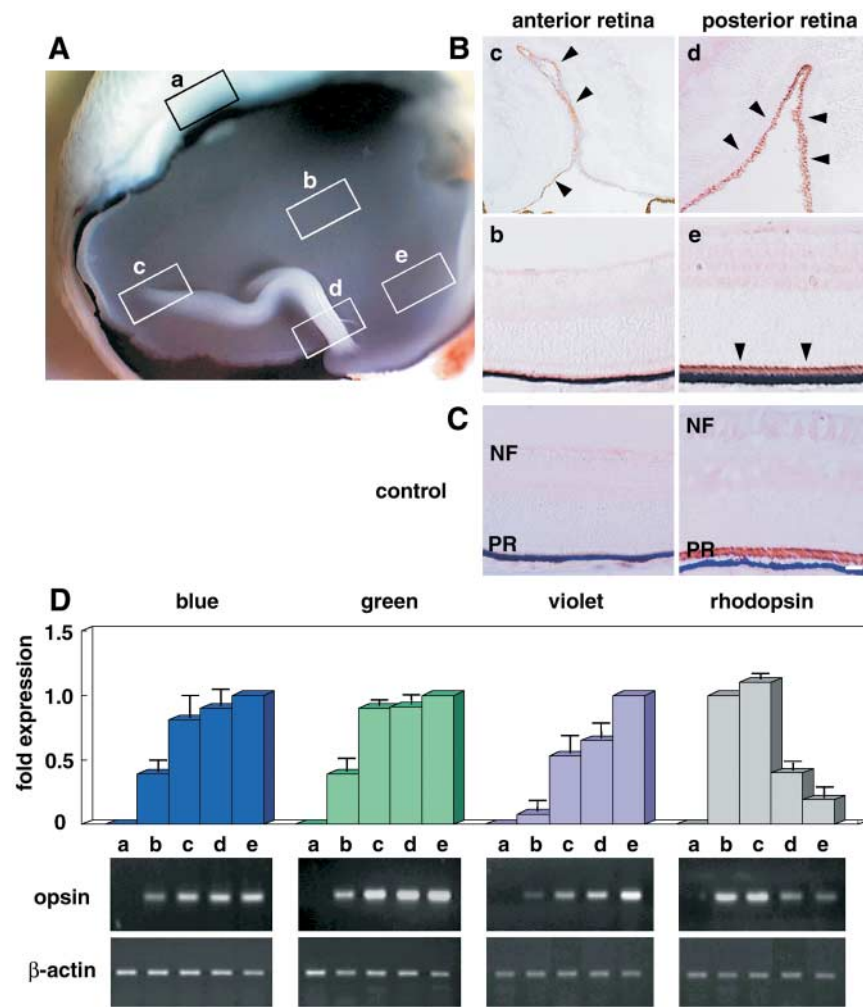 anterior retina posterior retina
A
B
a
b
c
d
e
c
d
b
e
C
control
NF
PR
NF
PR
D
blue green violet rhodopsin
fold expression
1.5
1.0
0.5
0
a b c d e a b c d e a b c d e a b c d e
opsin
β-actin